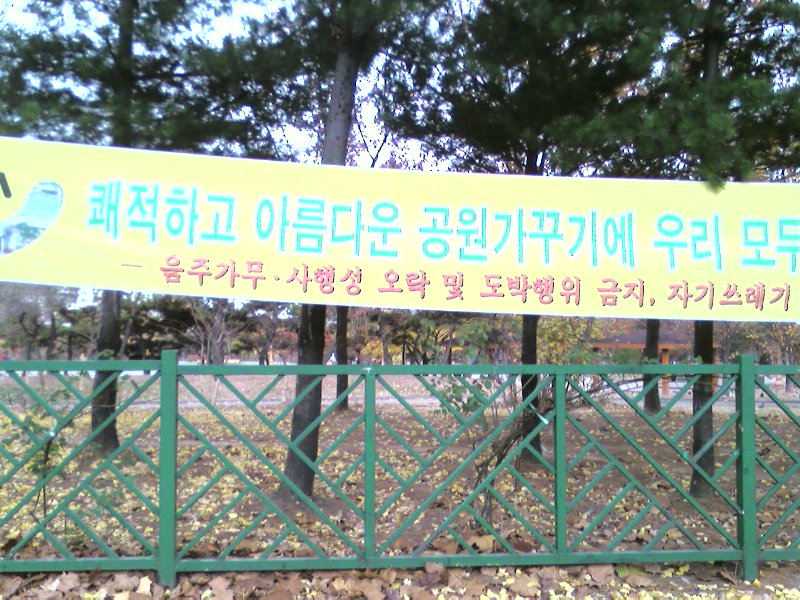 쾌적하고 아름다운 공원가꾸기에 우리 모두
- 음주가무·사행성 오락 및 도박행위 금지, 자기쓰레기